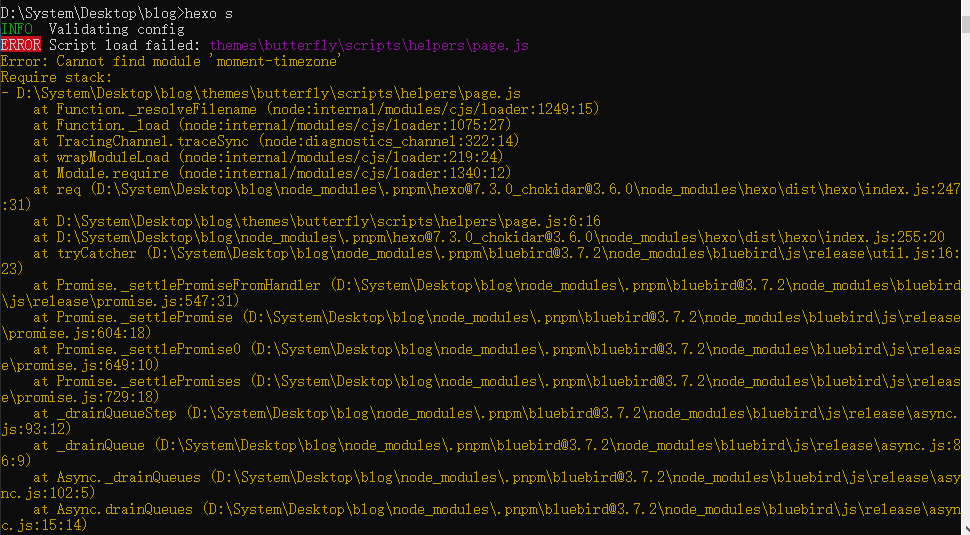 D:\System\Desktop\blog>hexo s
INFO  Validating config
ERROR Script load failed: themes\butterfly\scripts\helpers\page.js
Error: Cannot find module 'moment-timezone'
Require stack:
- D:\System\Desktop\blog\themes\butterfly\scripts\helpers\page.js
    at Function._resolveFilename (node:internal/modules/cjs/loader:1249:15)
    at Function._load (node:internal/modules/cjs/loader:1075:27)
    at TracingChannel.traceSync (node:diagnostics_channel:322:14)
    at wrapModuleLoad (node:internal/modules/cjs/loader:219:24)
    at Module.require (node:internal/modules/cjs/loader:1340:12)
    at req (D:\System\Desktop\blog\node_modules\.pnpm\hexo@7.3.0_chokidar@3.6.0\node_modules\hexo\dist\hexo\index.js:247
:31)
    at D:\System\Desktop\blog\themes\butterfly\scripts\helpers\page.js:6:16
    at D:\System\Desktop\blog\node_modules\.pnpm\hexo@7.3.0_chokidar@3.6.0\node_modules\hexo\dist\hexo\index.js:255:20
    at tryCatcher (D:\System\Desktop\blog\node_modules\.pnpm\bluebird@3.7.2\node_modules\bluebird\js\release\util.js:16:
23)
    at Promise._settlePromiseFromHandler (D:\System\Desktop\blog\node_modules\.pnpm\bluebird@3.7.2\node_modules\bluebird
\js\release\promise.js:547:31)
    at Promise._settlePromise (D:\System\Desktop\blog\node_modules\.pnpm\bluebird@3.7.2\node_modules\bluebird\js\release
\promise.js:604:18)
    at Promise._settlePromise0 (D:\System\Desktop\blog\node_modules\.pnpm\bluebird@3.7.2\node_modules\bluebird\js\releas
e\promise.js:649:10)
    at Promise._settlePromises (D:\System\Desktop\blog\node_modules\.pnpm\bluebird@3.7.2\node_modules\bluebird\js\releas
e\promise.js:729:18)
    at _drainQueueStep (D:\System\Desktop\blog\node_modules\.pnpm\bluebird@3.7.2\node_modules\bluebird\js\release\async.
js:93:12)
    at _drainQueue (D:\System\Desktop\blog\node_modules\.pnpm\bluebird@3.7.2\node_modules\bluebird\js\release\async.js:8
6:9)
    at Async._drainQueues (D:\System\Desktop\blog\node_modules\.pnpm\bluebird@3.7.2\node_modules\bluebird\js\release\asy
nc.js:102:5)
    at Async.drainQueues (D:\System\Desktop\blog\node_modules\.pnpm\bluebird@3.7.2\node_modules\bluebird\js\release\asyn
c.js:15:14)